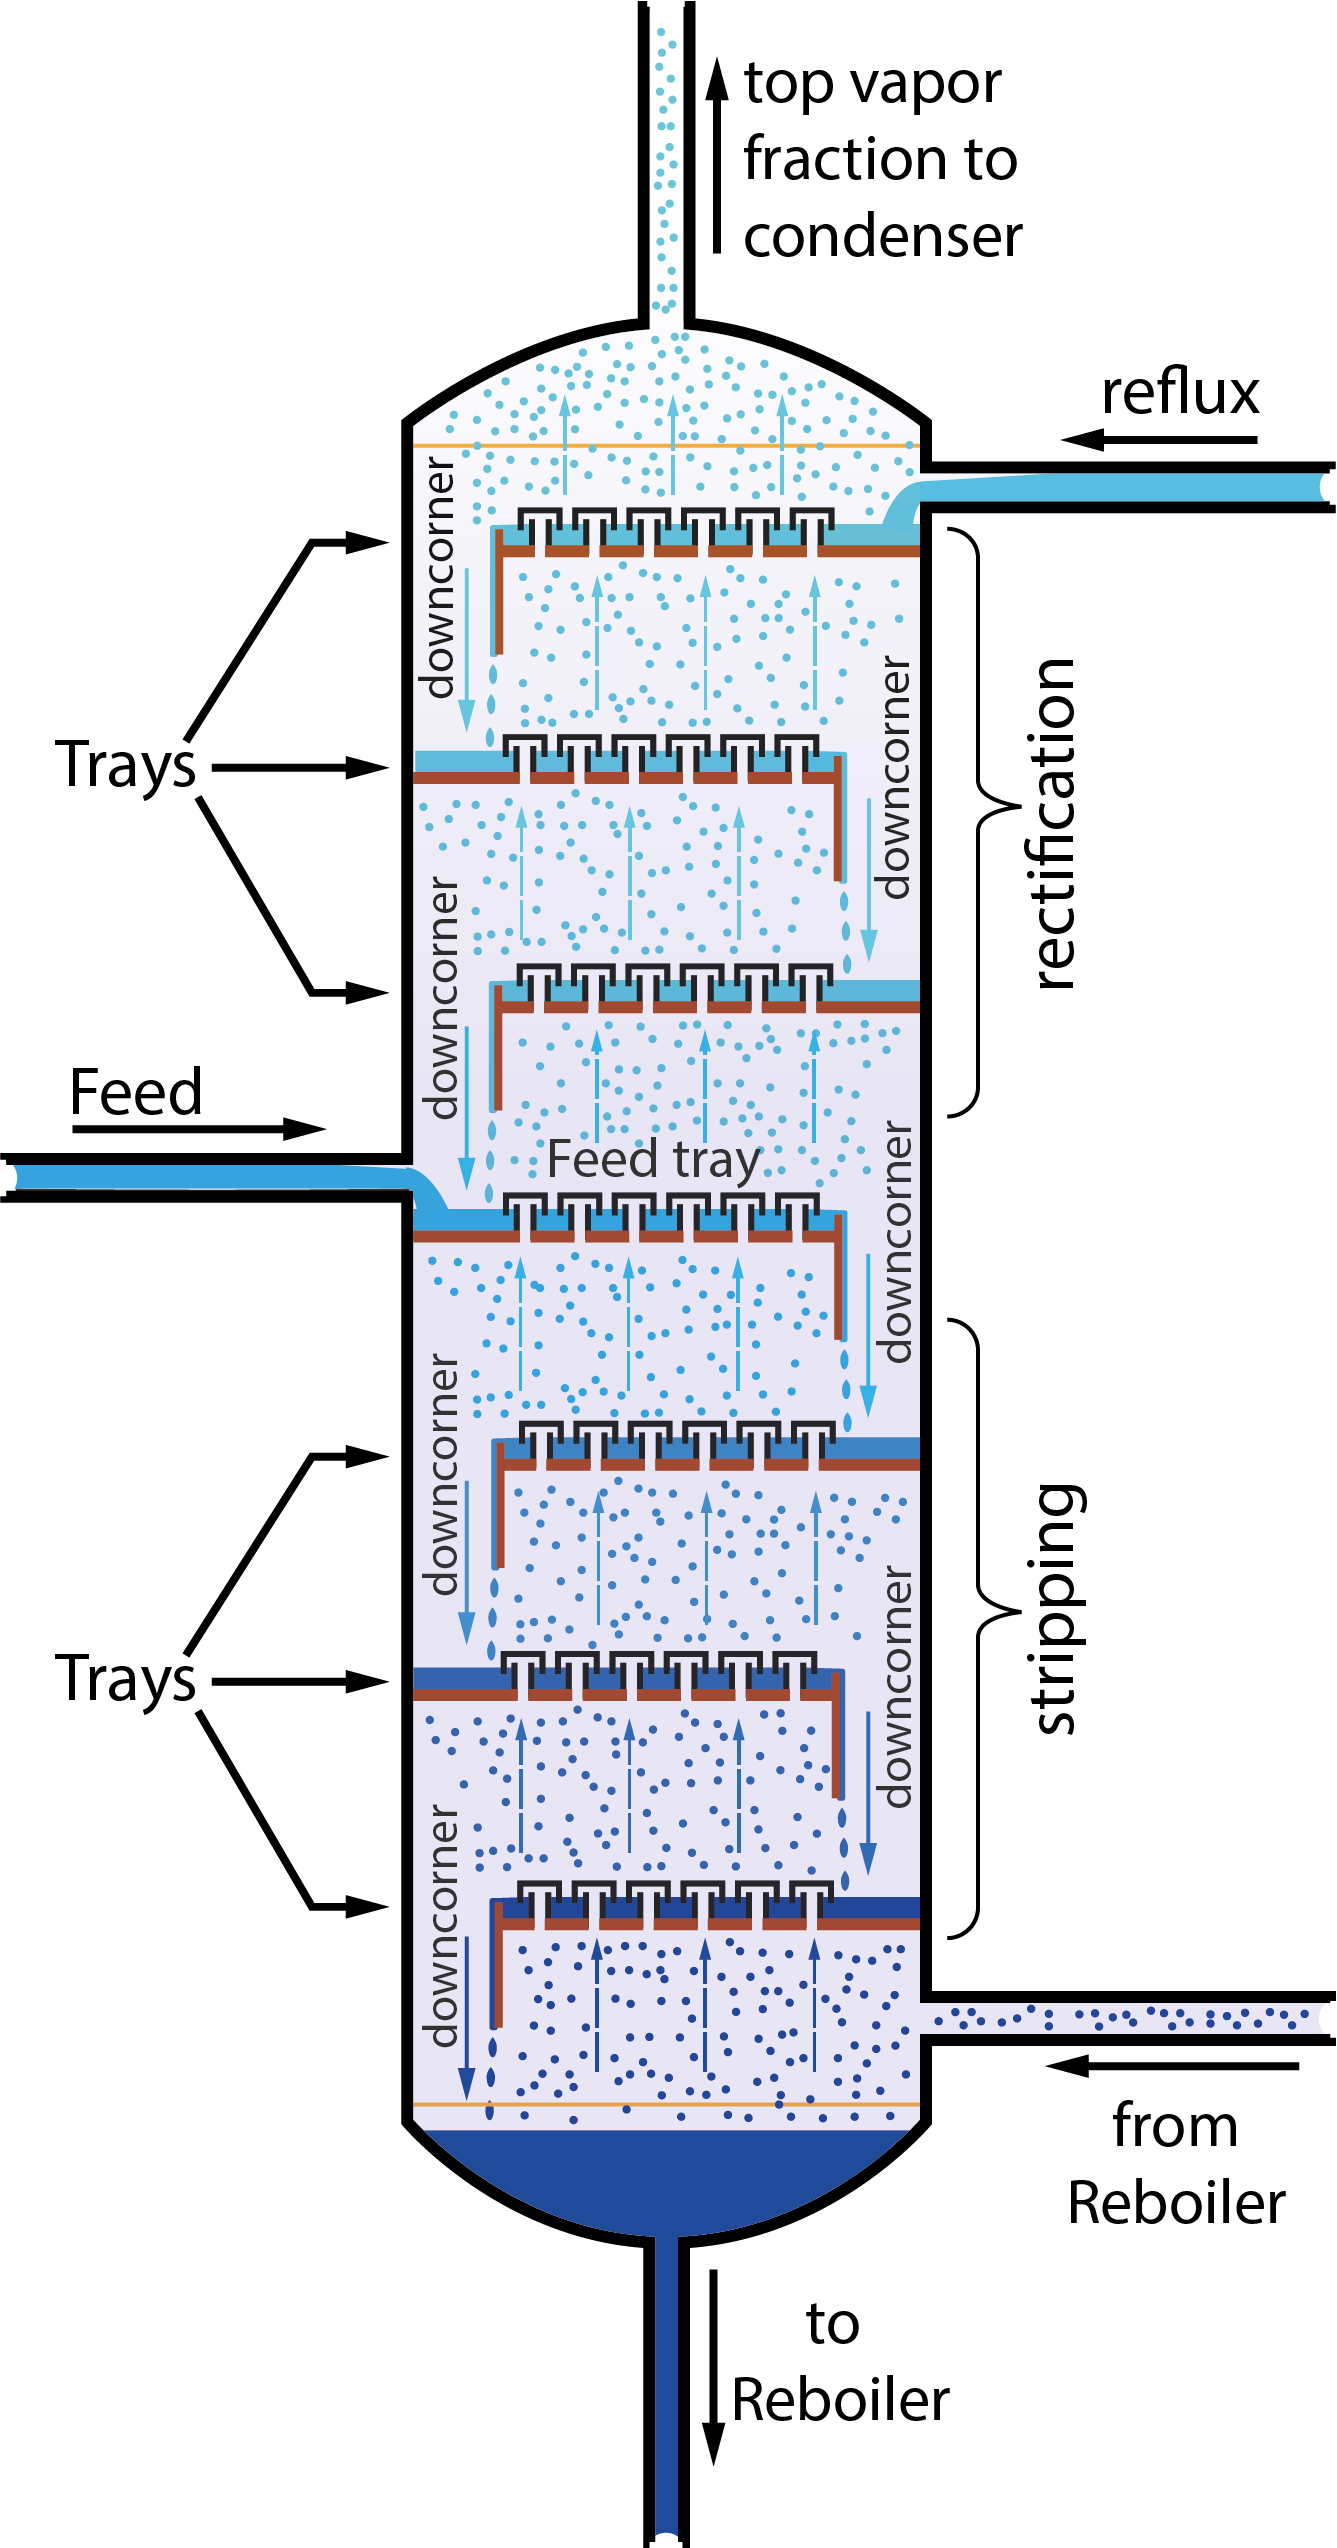 top vapor
fraction to
condenser
reflux
downcorner
Trays
downcorner
rectification
downcorner
Feed
Feed tray
downcorner
downcorner
stripping
downcorner
Trays
downcorner
from
Reboiler
to
Reboiler